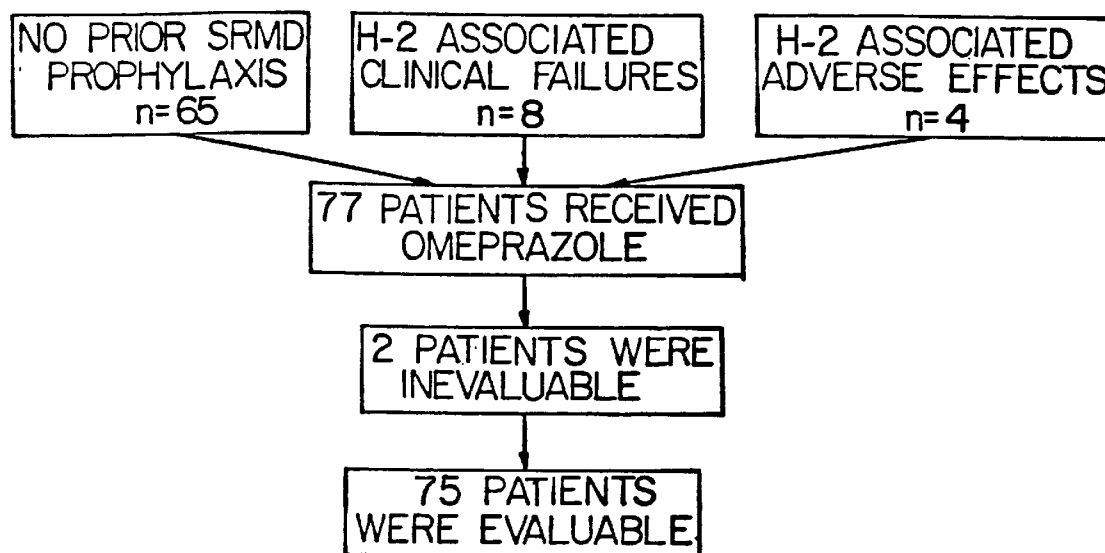 NO PRIOR SRMD
PROPHYLAXIS
n=65
H-2 ASSOCIATED
CLINICAL FAILURES
n=8
H-2 ASSOCIATED
ADVERSE EFFECTS
n=4
77 PATIENTS RECEIVED
OMEPRAZOLE
2 PATIENTS WERE
INEVALUABLE
75 PATIENTS
WERE EVALUABLE